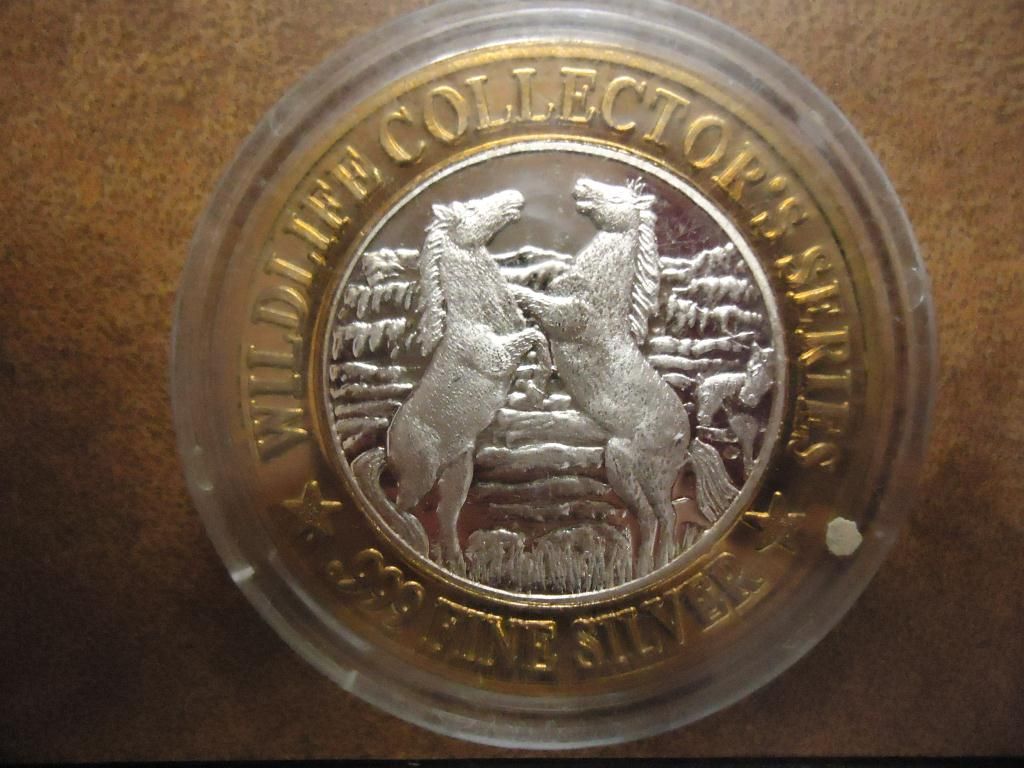 WILDLIFE COLLECTOR'S SERIES
.999 FINE SILVER